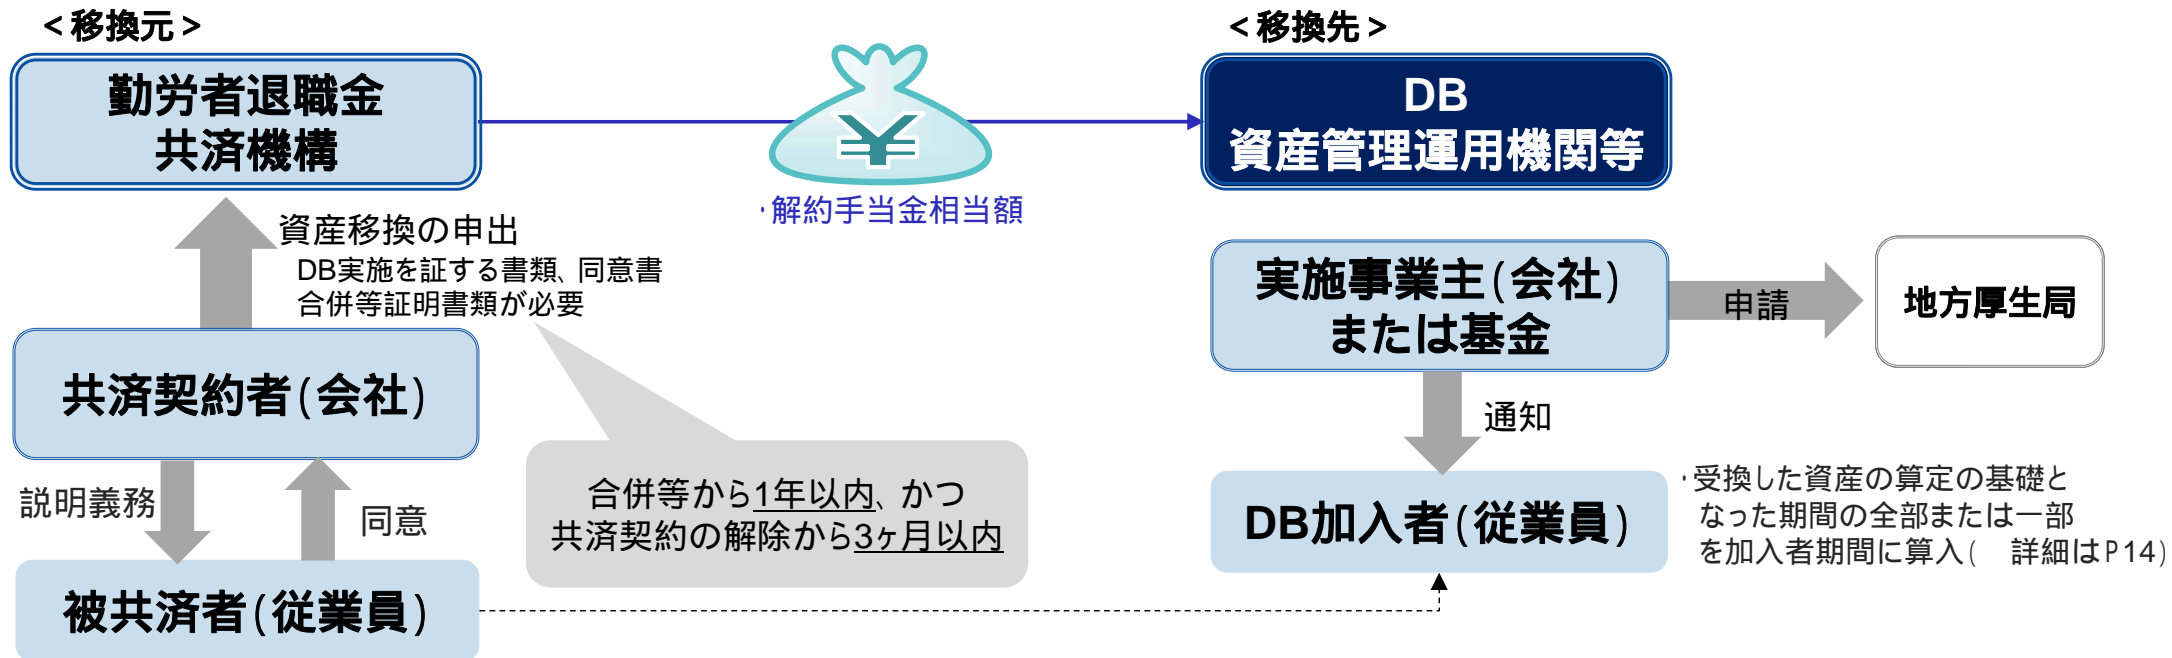 ＜移換元＞
勤労者退職金
共済機構
・解約手当金相当額
＜移換先＞
DB
資産管理運用機関等
資産移換の申出
DB実施を証する書類、同意書
合併等証明書類が必要
共済契約者(会社)
説明義務
同意
被共済者(従業員)
合併等から1年以内、かつ
共済契約の解除から3ヶ月以内
実施事業主(会社)
または基金
申請
地方厚生局
通知
DB加入者(従業員)
・受換した資産の算定の基礎と
なった期間の全部または一部
を加入者期間に算入(　詳細はP14)